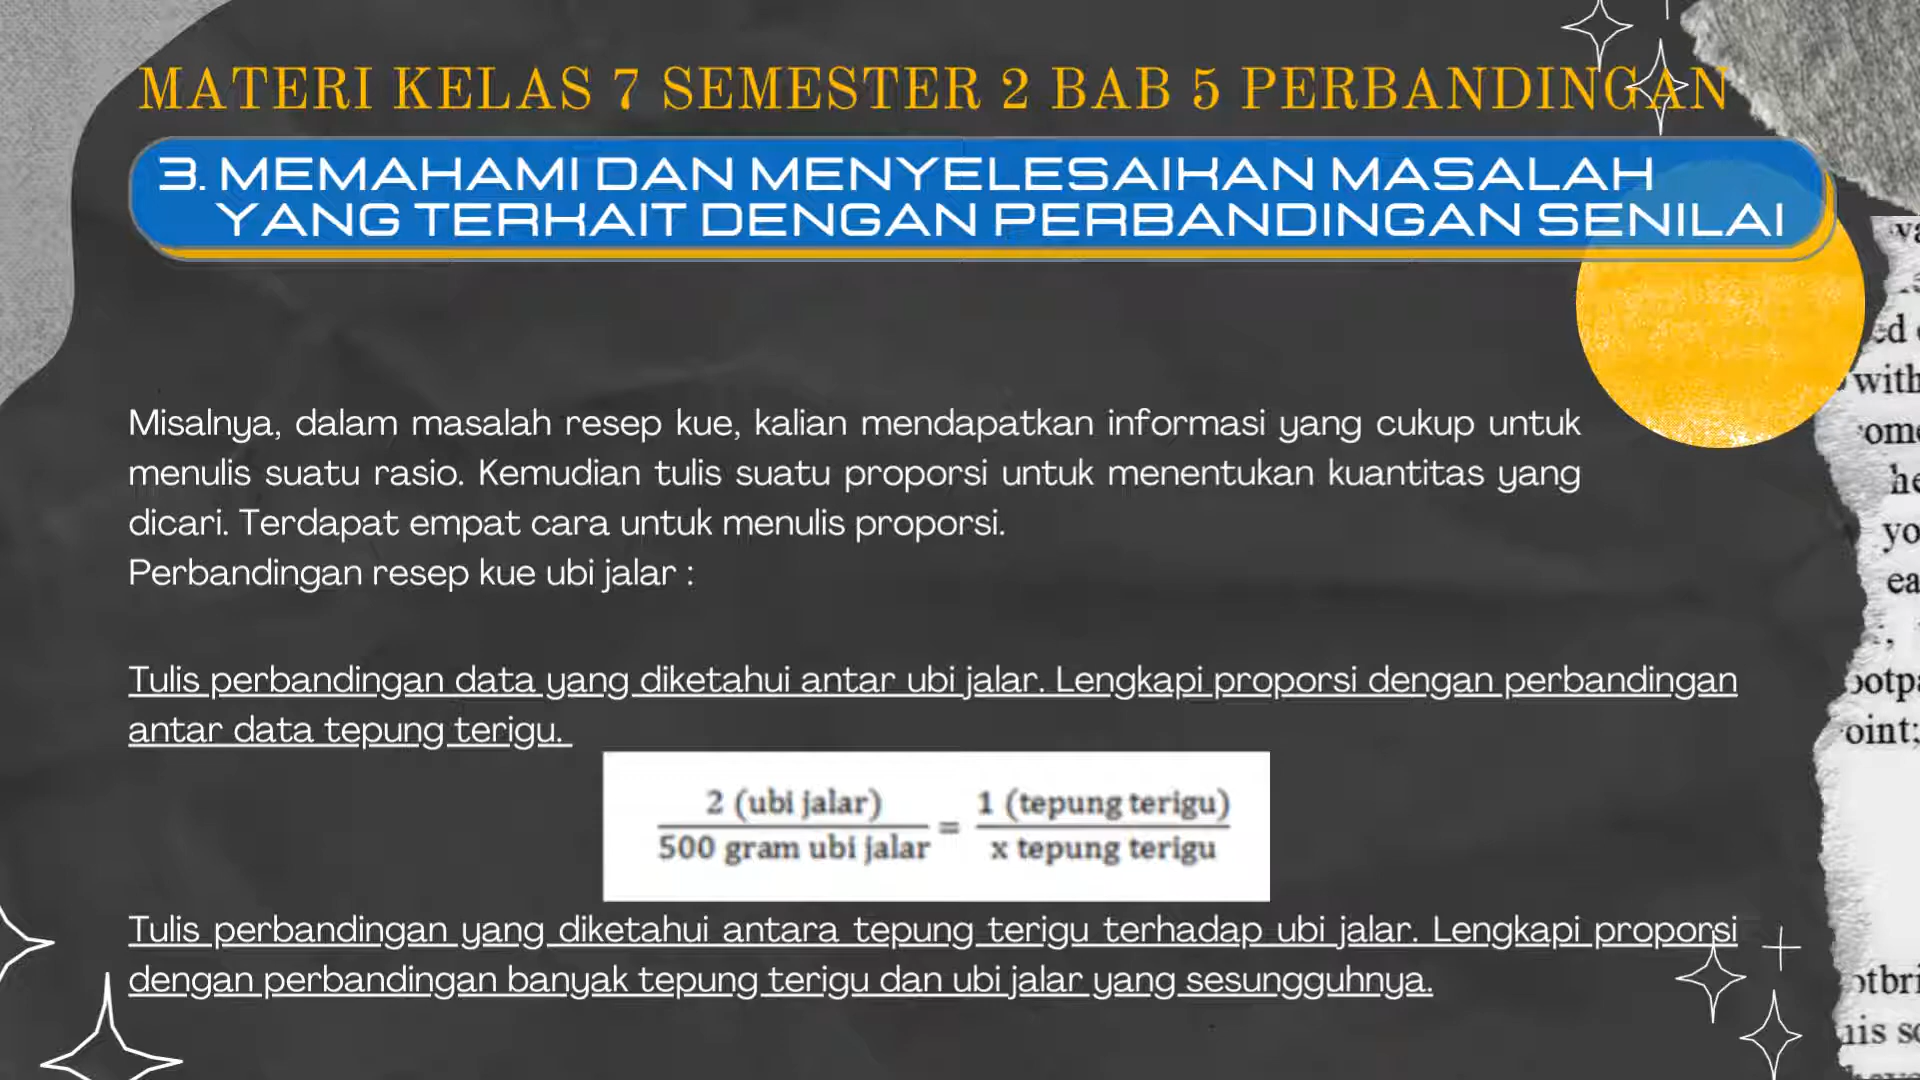 MATERI KELAS 7 SEMESTER 2 BAB 5 PERBANDINGAN
3. MEMAHAMI DAN MENYELESAIKAN MASALAH
YANG TERKAIT DENGAN PERBANDINGAN SENILAI
Misalnya, dalam masalah resep kue, kalian mendapatkan informasi yang cukup untuk
menulis suatu rasio. Kemudian tulis suatu proporsi untuk menentukan kuantitas yang
dicari. Terdapat empat cara untuk menulis proporsi.
Perbandingan resep kue ubi jalar :
Tulis perbandingan data yang diketahui antar ubi jalar. Lengkapi proporsi dengan perbandingan
antar data tepung terigu.
2 (ubi jalar) = 1 (tepung terigu)
500 gram ubi jalar x tepung terigu
Tulis perbandingan yang diketahui antara tepung terigu terhadap ubi jalar. Lengkapi proporsi
dengan perbandingan banyak tepung terigu dan ubi jalar yang sesungguhnya.
with